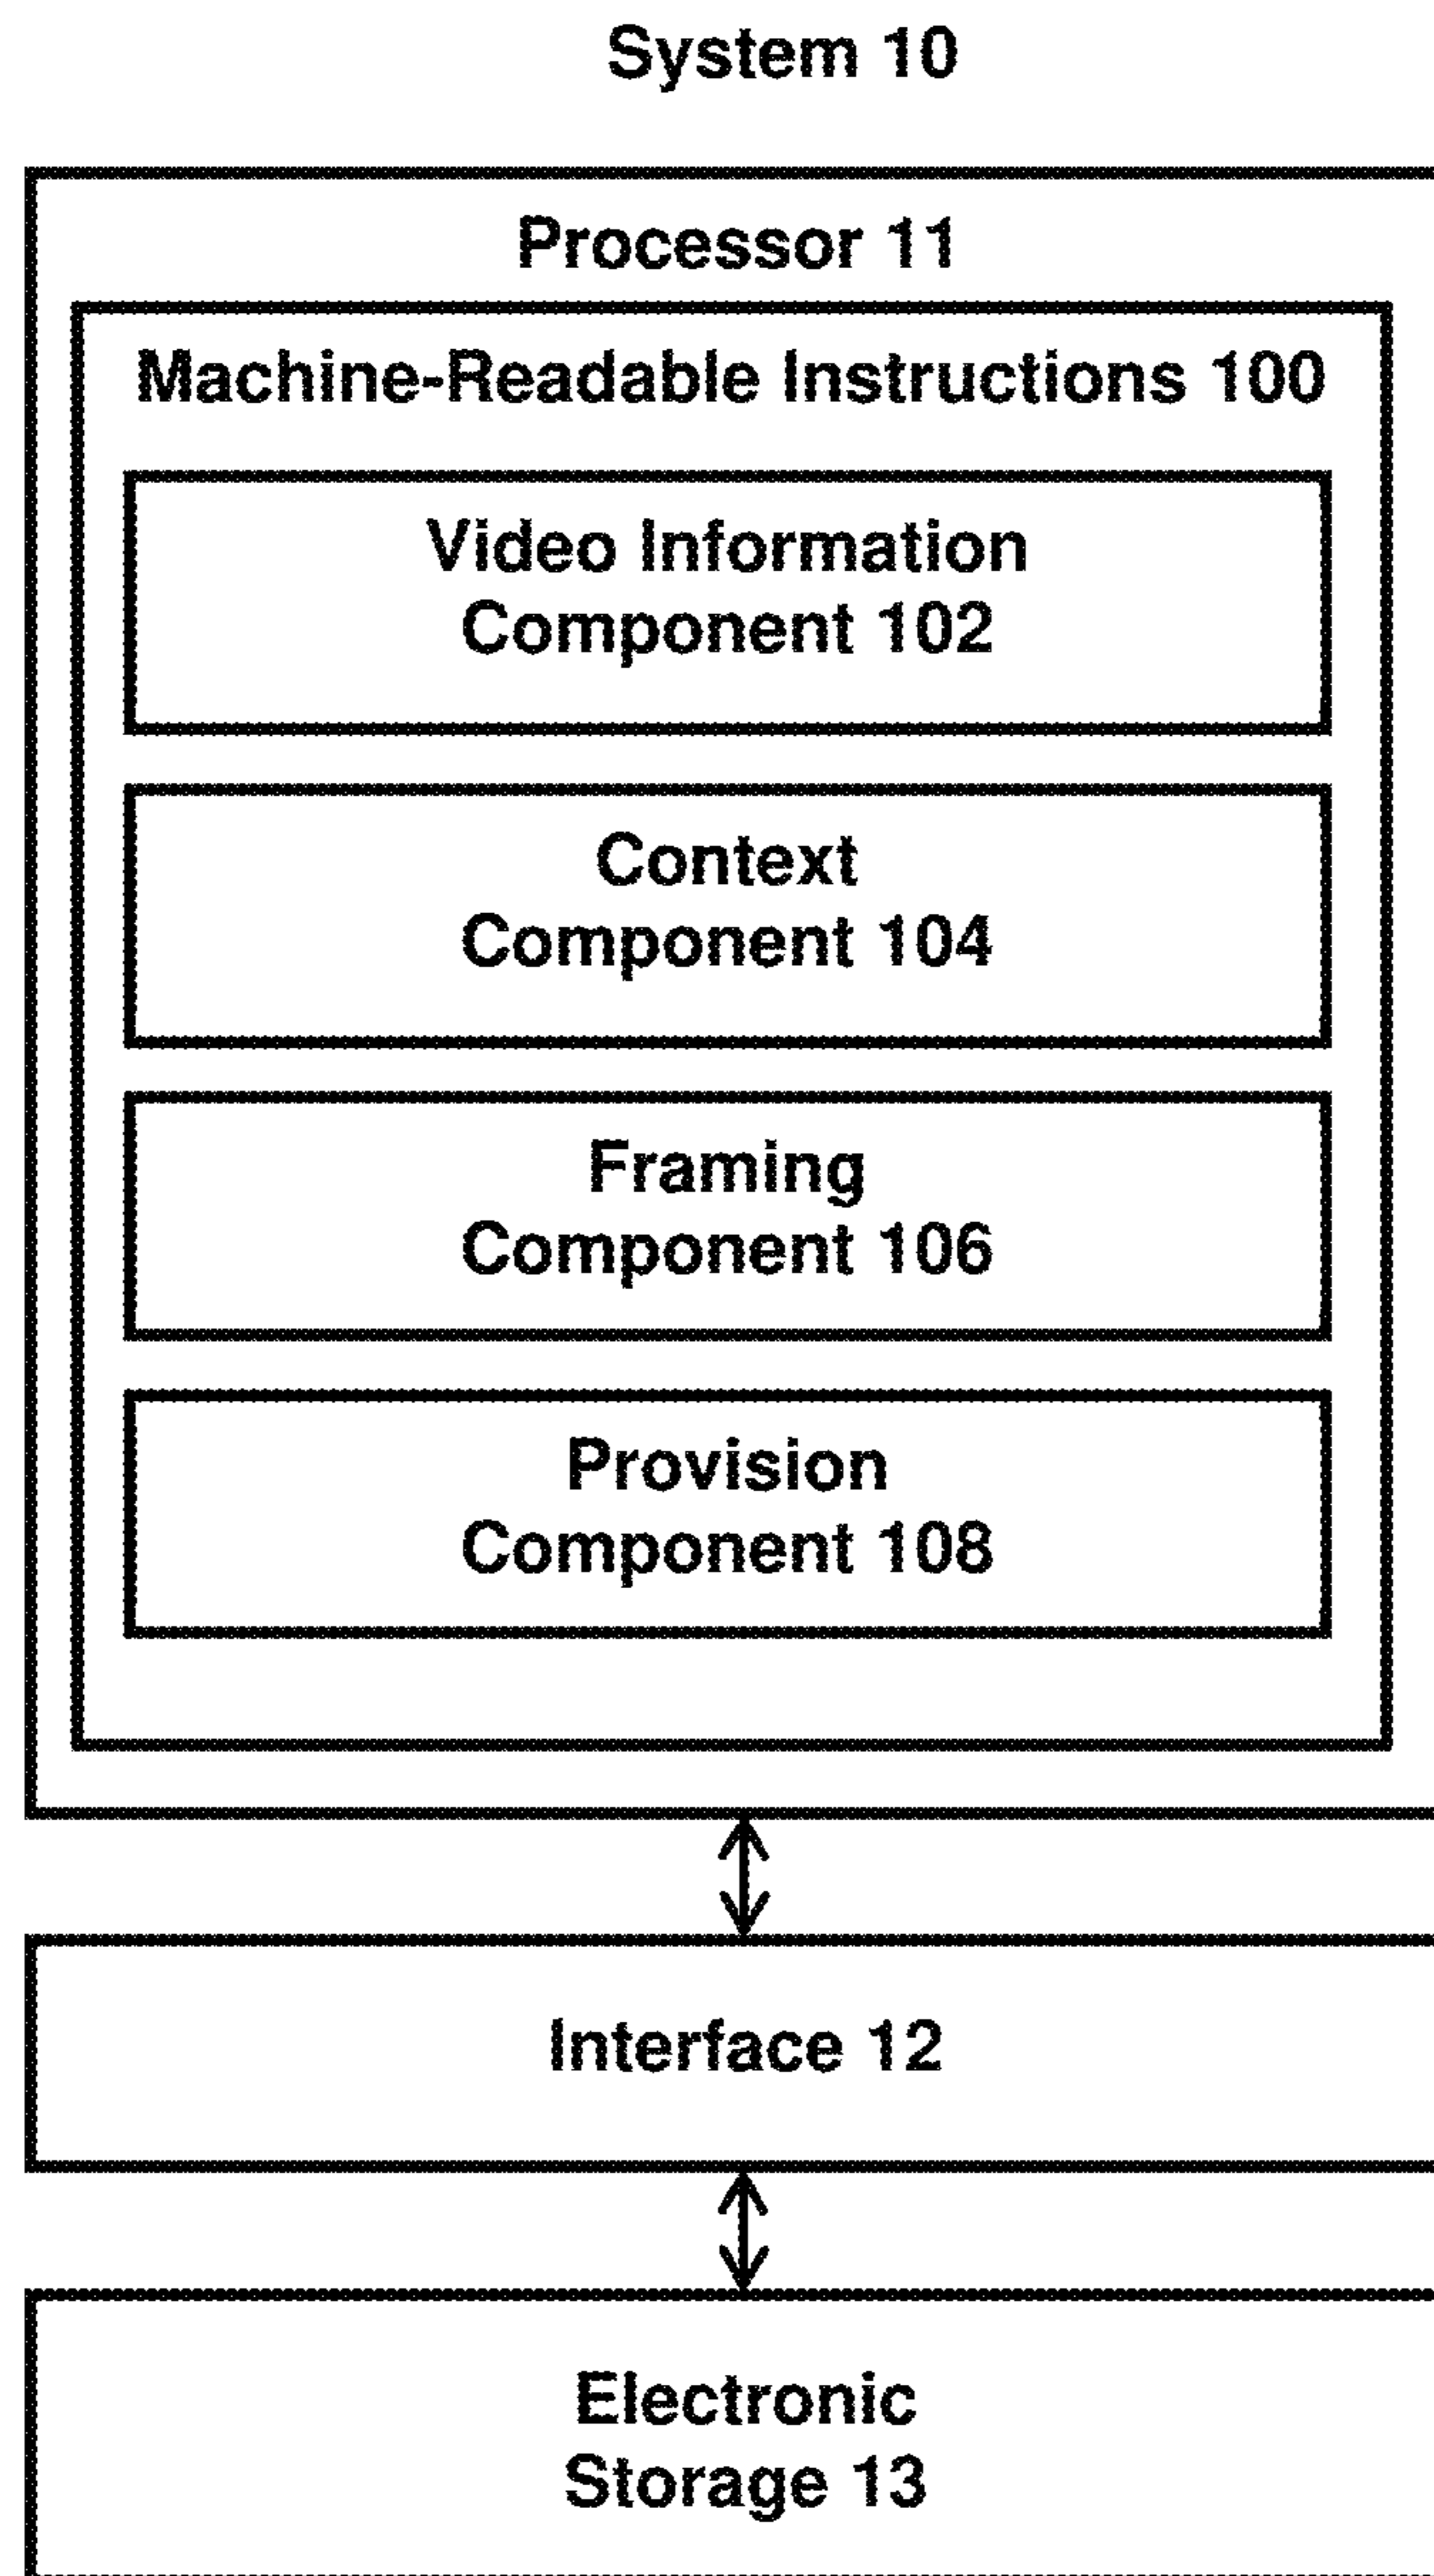 System 10
Processor 11
Machine-Readable Instructions 100
Video Information
Component 102
Context
Component 104
Framing
Component 106
Provision
Component 108
Interface 12
Electronic
Storage 13